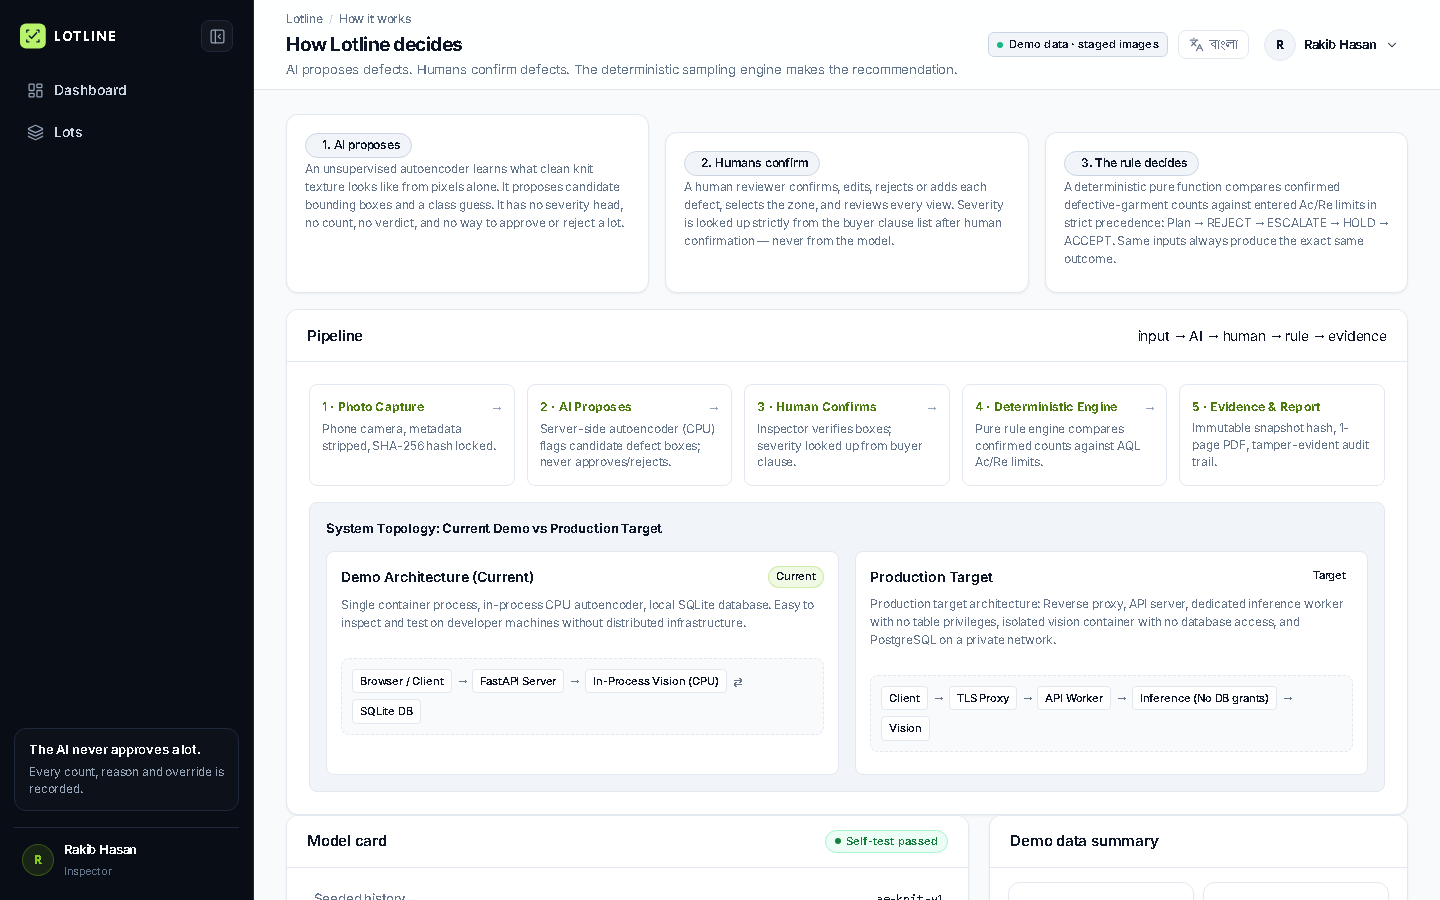 LOTLINE
Dashboard
Lots
The AI never approves a lot.
Every count, reason and override is
recorded.
R
Rakib Hasan
Inspector
Lotline / How it works
How Lotline decides
AI proposes defects. Humans confirm defects. The deterministic sampling engine makes the recommendation.
Demo data · staged images
বাংলা
R
Rakib Hasan
1. AI proposes
An unsupervised autoencoder learns what clean knit
texture looks like from pixels alone. It proposes candidate
bounding boxes and a class guess. It has no severity head,
no count, no verdict, and no way to approve or reject a lot.
2. Humans confirm
A human reviewer confirms, edits, rejects or adds each
defect, selects the zone, and reviews every view. Severity
is looked up strictly from the buyer clause list after human
confirmation — never from the model.
3. The rule decides
A deterministic pure function compares confirmed
defective-garment counts against entered Ac/Re limits in
strict precedence: Plan → REJECT → ESCALATE → HOLD →
ACCEPT. Same inputs always produce the exact same
outcome.
Pipeline
input → AI → human → rule → evidence
1 · Photo Capture →
Phone camera, metadata
stripped, SHA-256 hash locked.
2 · AI Proposes →
Server-side autoencoder (CPU)
flags candidate defect boxes;
never approves/rejects.
3 · Human Confirms →
Inspector verifies boxes;
severity looked up from buyer
clause.
4 · Deterministic Engine →
Pure rule engine compares
confirmed counts against AQL
Ac/Re limits.
5 · Evidence & Report
Immutable snapshot hash, 1-
page PDF, tamper-evident audit
trail.
System Topology: Current Demo vs Production Target
Demo Architecture (Current)
Current
Single container process, in-process CPU autoencoder, local SQLite database. Easy to
inspect and test on developer machines without distributed infrastructure.
Browser / Client → FastAPI Server → In-Process Vision (CPU) ⇄
SQLite DB
Production Target
Target
Production target architecture: Reverse proxy, API server, dedicated inference worker
with no table privileges, isolated vision container with no database access, and
PostgreSQL on a private network.
Client → TLS Proxy → API Worker → Inference (No DB grants) →
Vision
Model card
Self-test passed
Seeded history
ae-knit-v1
Demo data summary